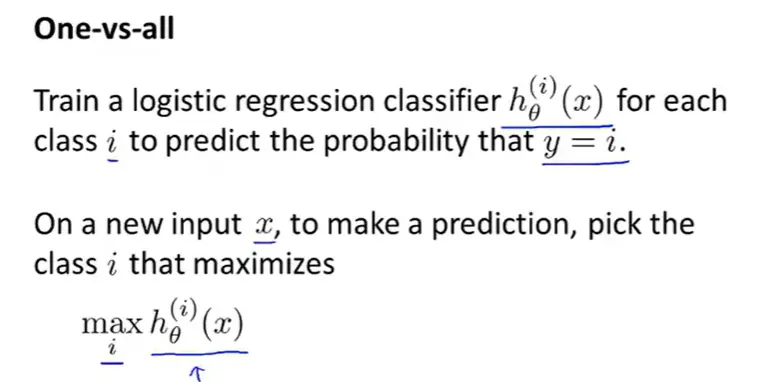 One-vs-all
Train a logistic regression classifier $h_\theta^{(i)}(x)$ for each
class $i$ to predict the probability that $y = i$.
On a new input $x$, to make a prediction, pick the
class $i$ that maximizes
$\max_i h_\theta^{(i)}(x)$